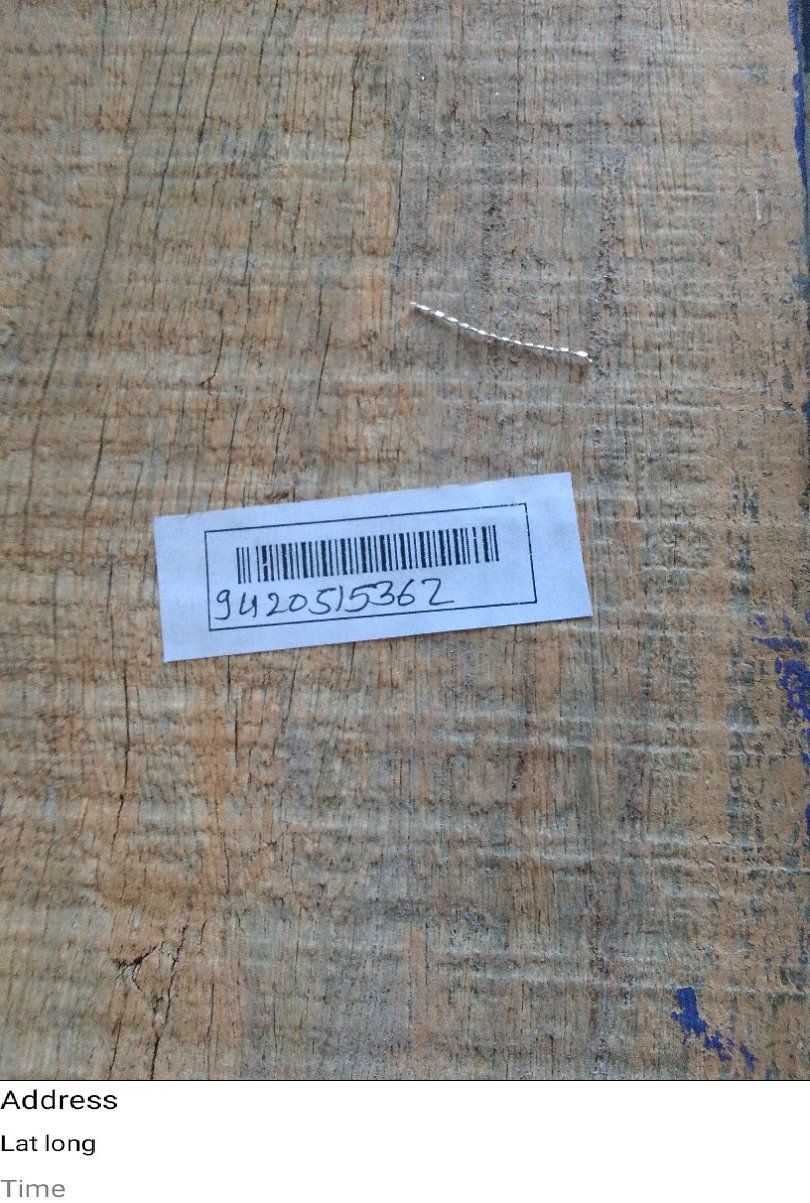 9420515362
Address
Lat long
Time